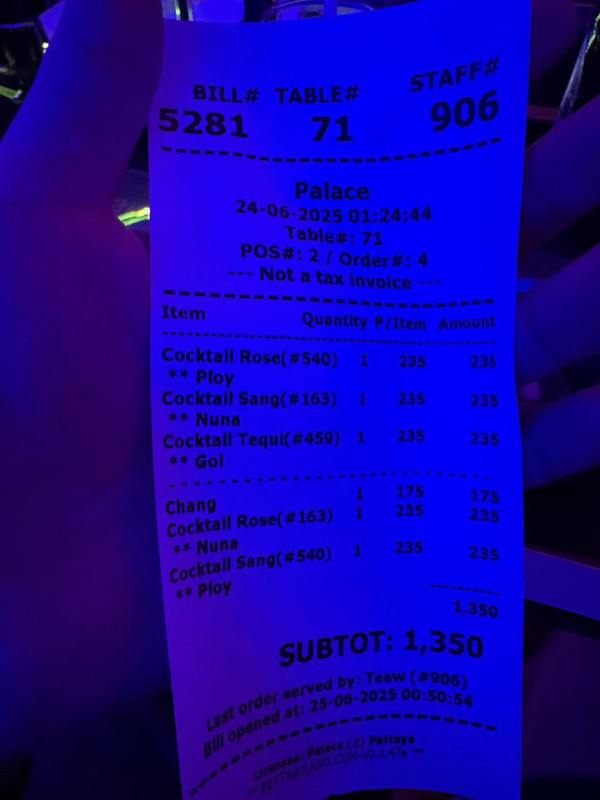 BILL# TABLE# STAFF#
5281 71 906
Palace
24-06-2025 01:24:44
Table#: 71
POS#: 2 / Order#: 4
--- Not a tax invoice ---
Item Quantity P/Item Amount
Cocktail Rose(#540) 1 235 235
** Ploy
Cocktail Sang(#163) 1 235 235
** Nuna
Cocktail Tequi(#459) 1 235 235
** Gol
Chang 1 175 175
Cocktail Rose(#163) 1 235 235
** Nuna
Cocktail Sang(#540) 1 235 235
** Ploy
1,350
SUBTOT: 1,350
Last order served by: Teaw (#906)
Bill opened at: 25-06-2025 00:50:54
License: Palace (2) Pattaya